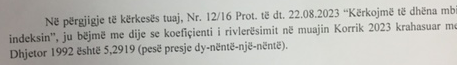 Në përgjigje të kërkesës tuaj, Nr. 12/16 Prot. të dt. 22.08.2023 “Kërkojmë të dhëna mbi
indeksin”, ju bëjmë me dije se koeficienti i rivlerësimit në muajin Korrik 2023 krahasuar me
Dhjetor 1992 është 5,2919 (pesë presje dy-nëntë-një-nëntë).